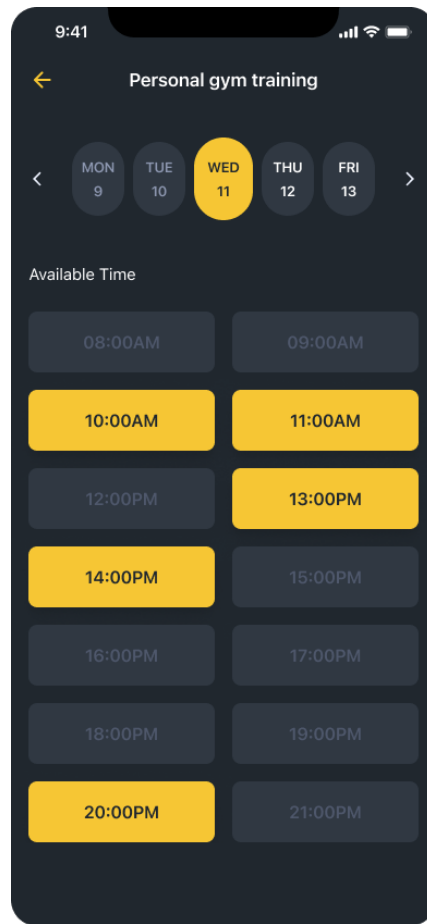 9:41
Personal gym training
MON TUE WED THU FRI
9 10 11 12 13
Available Time
08:00AM 09:00AM
10:00AM 11:00AM
12:00PM 13:00PM
14:00PM 15:00PM
16:00PM 17:00PM
18:00PM 19:00PM
20:00PM 21:00PM